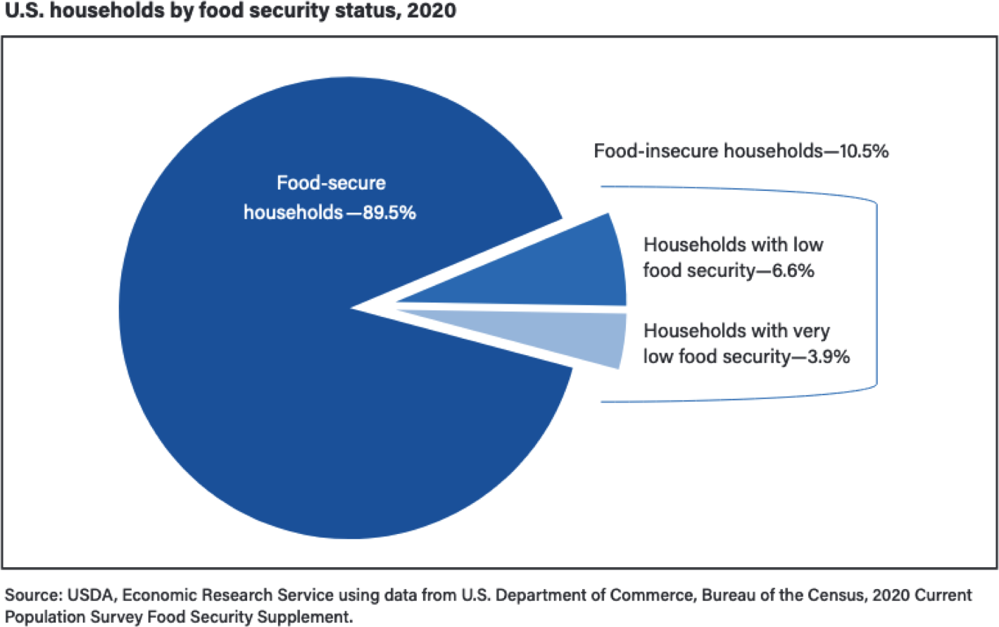 U.S. households by food security status, 2020
Food-secure
households—89.5%
Food-insecure households—10.5%
Households with low
food security—6.6%
Households with very
low food security—3.9%
Source: USDA, Economic Research Service using data from U.S. Department of Commerce, Bureau of the Census, 2020 Current
Population Survey Food Security Supplement.